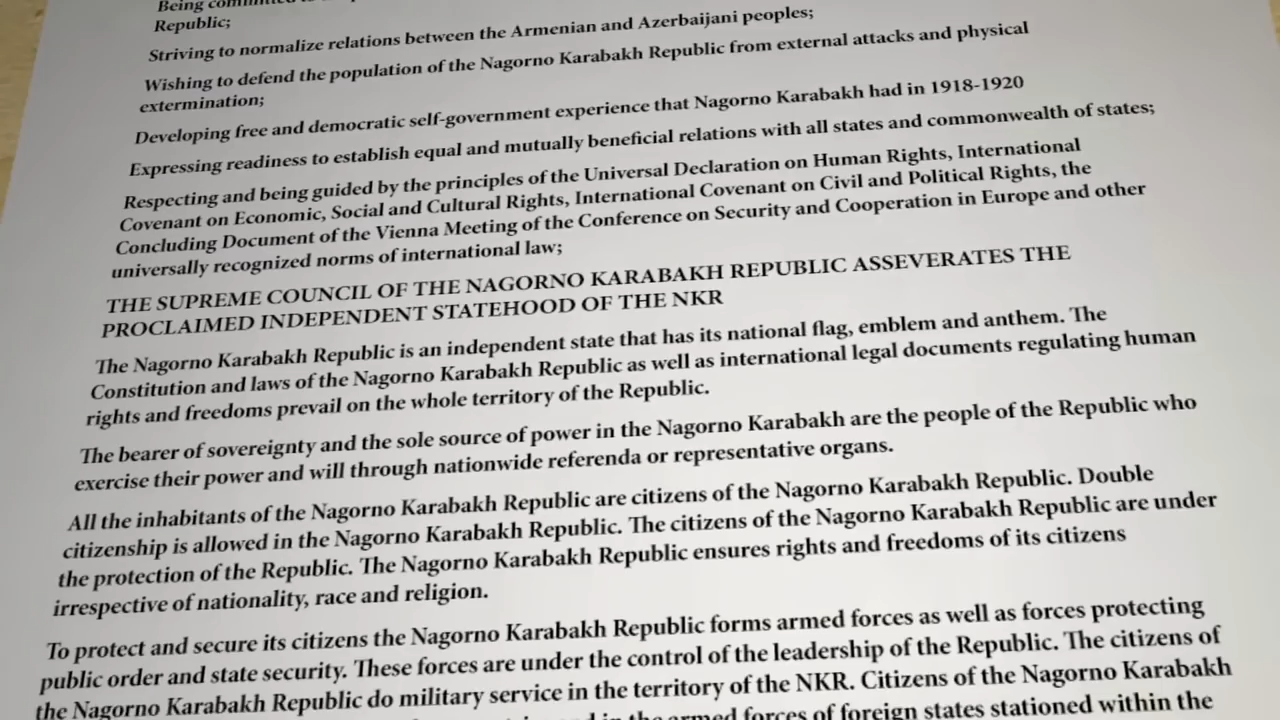 Being
Republic;
Striving to normalize relations between the Armenian and Azerbaijani peoples;
Wishing to defend the population of the Nagorno Karabakh Republic from external attacks and physical
extermination;
Developing free and democratic self-government experience that Nagorno Karabakh had in 1918-1920
Expressing readiness to establish equal and mutually beneficial relations with all states and commonwealth of states;
Respecting and being guided by the principles of the Universal Declaration on Human Rights, International
Covenant on Economic, Social and Cultural Rights, International Covenant on Civil and Political Rights, the
Concluding Document of the Vienna Meeting of the Conference on Security and Cooperation in Europe and other
universally recognized norms of international law;
THE SUPREME COUNCIL OF THE NAGORNO KARABAKH REPUBLIC ASSEVERATES THE
PROCLAIMED INDEPENDENT STATEHOOD OF THE NKR
The Nagorno Karabakh Republic is an independent state that has its national flag, emblem and anthem. The
Constitution and laws of the Nagorno Karabakh Republic as well as international legal documents regulating human
rights and freedoms prevail on the whole territory of the Republic.
The bearer of sovereignty and the sole source of power in the Nagorno Karabakh are the people of the Republic who
exercise their power and will through nationwide referenda or representative organs.
All the inhabitants of the Nagorno Karabakh Republic are citizens of the Nagorno Karabakh Republic. Double
citizenship is allowed in the Nagorno Karabakh Republic. The citizens of the Nagorno Karabakh Republic are under
the protection of the Republic. The Nagorno Karabakh Republic ensures rights and freedoms of its citizens
irrespective of nationality, race and religion.
To protect and secure its citizens the Nagorno Karabakh Republic forms armed forces as well as forces protecting
public order and state security. These forces are under the control of the leadership of the Republic. The citizens of
the Nagorno Karabakh Republic do military service in the territory of the NKR. Citizens of the Nagorno Karabakh
and in the armed forces of foreign states stationed within the